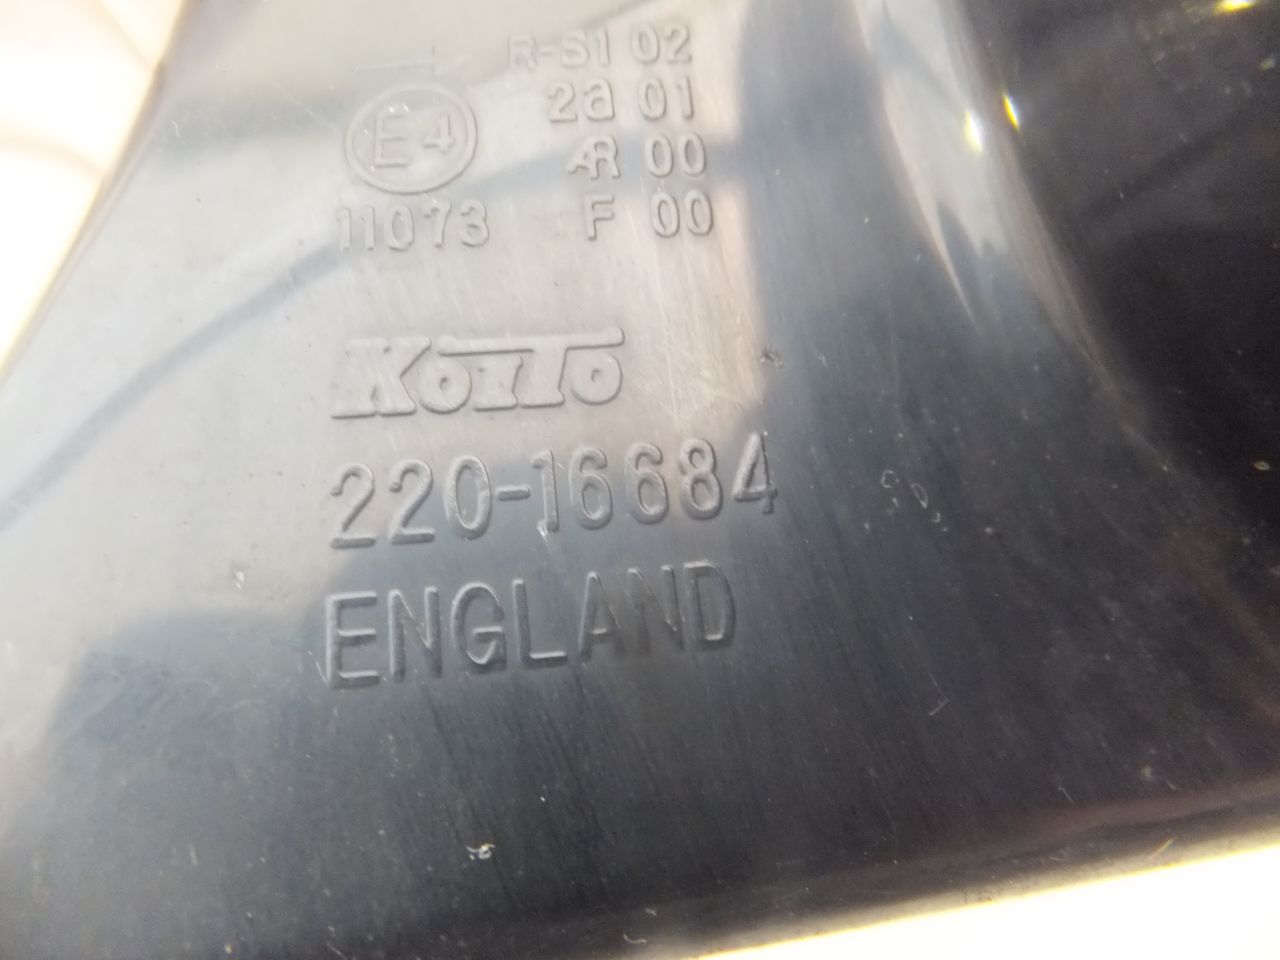 R-S1 02
2a 01
E4 AR 00
11073 F 00
KOITO
220-16684
ENGLAND